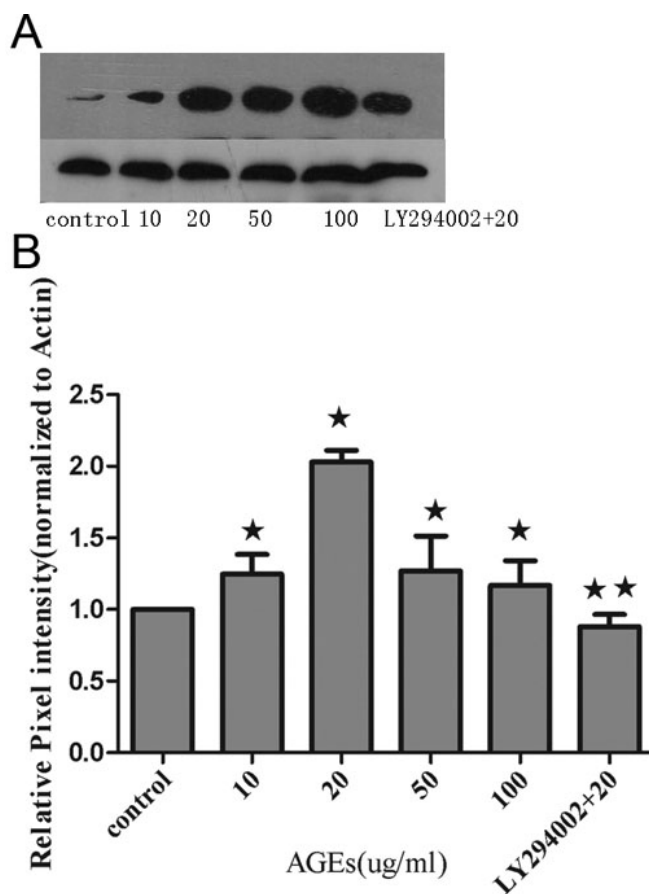 A
control 10 20 50 100 LY294002+20
B
Relative Pixel intensity(normalized to Actin)
2.5
2.0
1.5
1.0
0.5
0.0
★
★
★
★
★★
control
10
20
50
100
LY294002+20
AGEs(ug/ml)